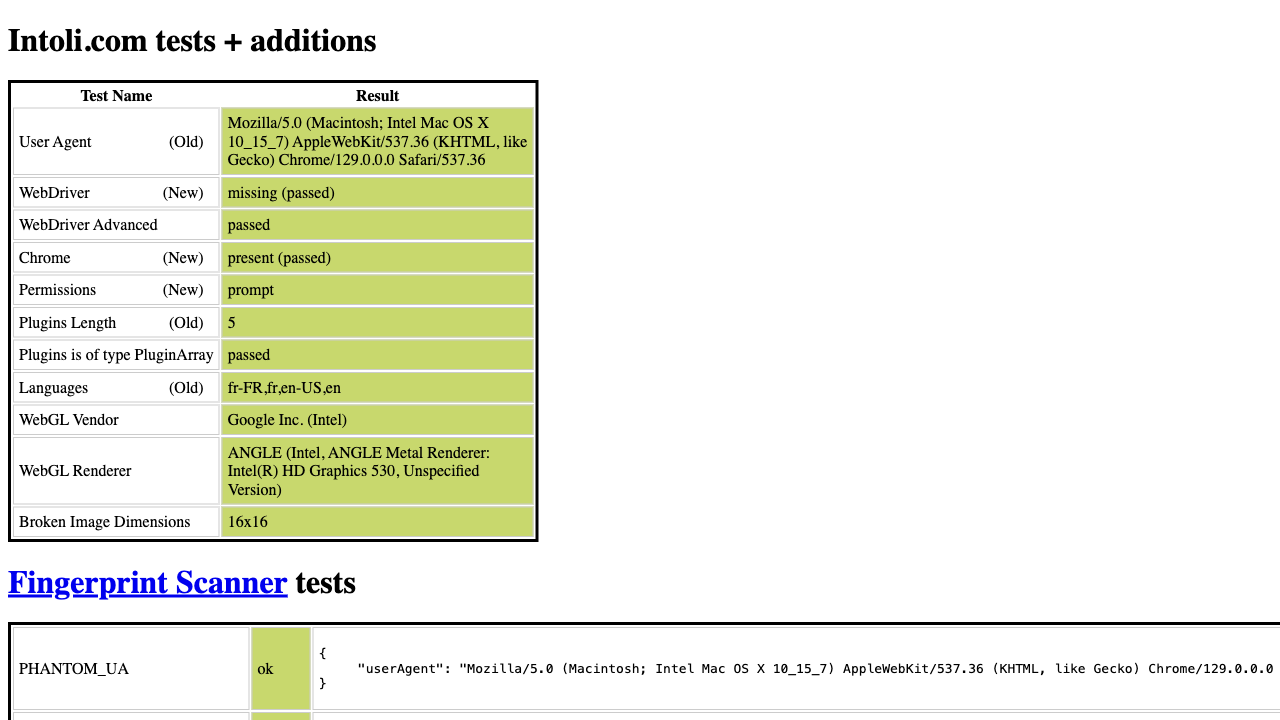 Intoli.com tests + additions
Test Name Result
User Agent (Old) Mozilla/5.0 (Macintosh; Intel Mac OS X
10_15_7) AppleWebKit/537.36 (KHTML, like
Gecko) Chrome/129.0.0.0 Safari/537.36
WebDriver (New) missing (passed)
WebDriver Advanced passed
Chrome (New) present (passed)
Permissions (New) prompt
Plugins Length (Old) 5
Plugins is of type PluginArray passed
Languages (Old) fr-FR,fr,en-US,en
WebGL Vendor Google Inc. (Intel)
WebGL Renderer ANGLE (Intel, ANGLE Metal Renderer:
Intel(R) HD Graphics 530, Unspecified
Version)
Broken Image Dimensions 16x16
Fingerprint Scanner tests
PHANTOM_UA ok {
"userAgent": "Mozilla/5.0 (Macintosh; Intel Mac OS X 10_15_7) AppleWebKit/537.36 (KHTML, like Gecko) Chrome/129.0.0.0
}